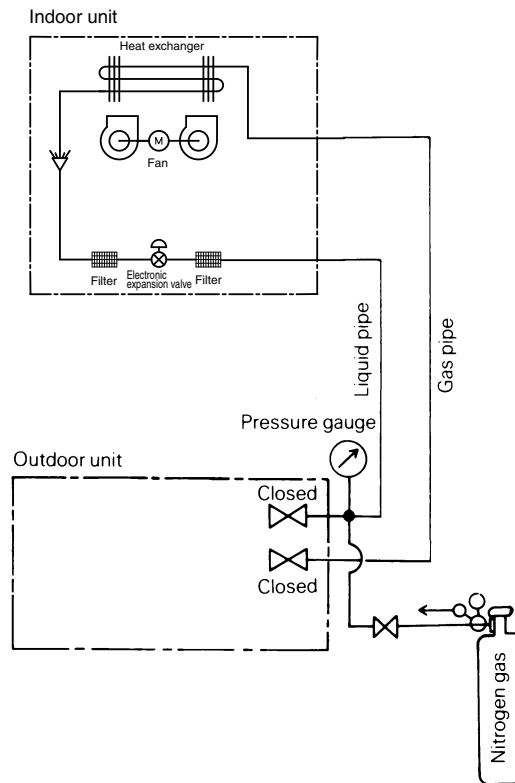 Indoor unit
Heat exchanger
M
Fan
Filter
Electronic
expansion valve
Filter
Liquid pipe
Gas pipe
Pressure gauge
Outdoor unit
Closed
Closed
Nitrogen gas